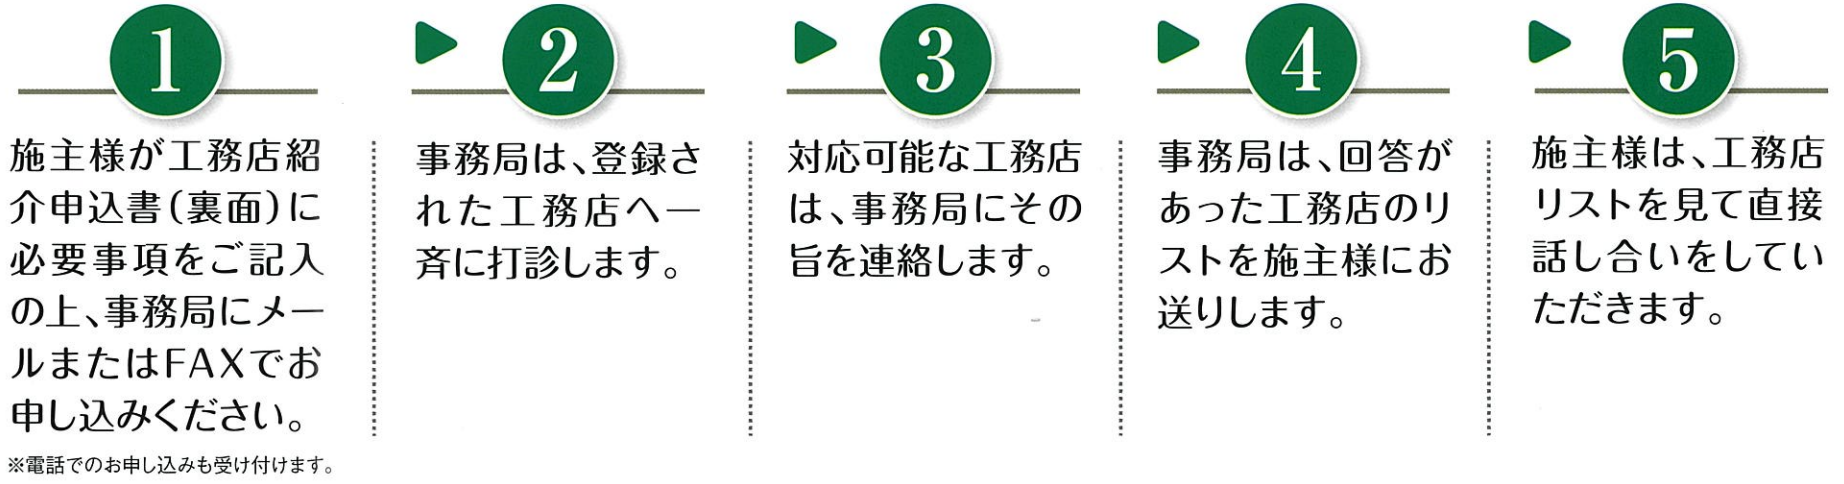 1
施主様が工務店紹
介申込書(裏面)に
必要事項をご記入
の上、事務局にメー
ルまたはFAXでお
申し込みください。
※電話でのお申し込みも受け付けます。
2
事務局は、登録さ
れた工務店へ一
斉に打診します。
3
対応可能な工務店
は、事務局にその
旨を連絡します。
4
事務局は、回答が
あった工務店のリ
ストを施主様にお
送りします。
5
施主様は、工務店
リストを見て直接
話し合いをしてい
ただきます。